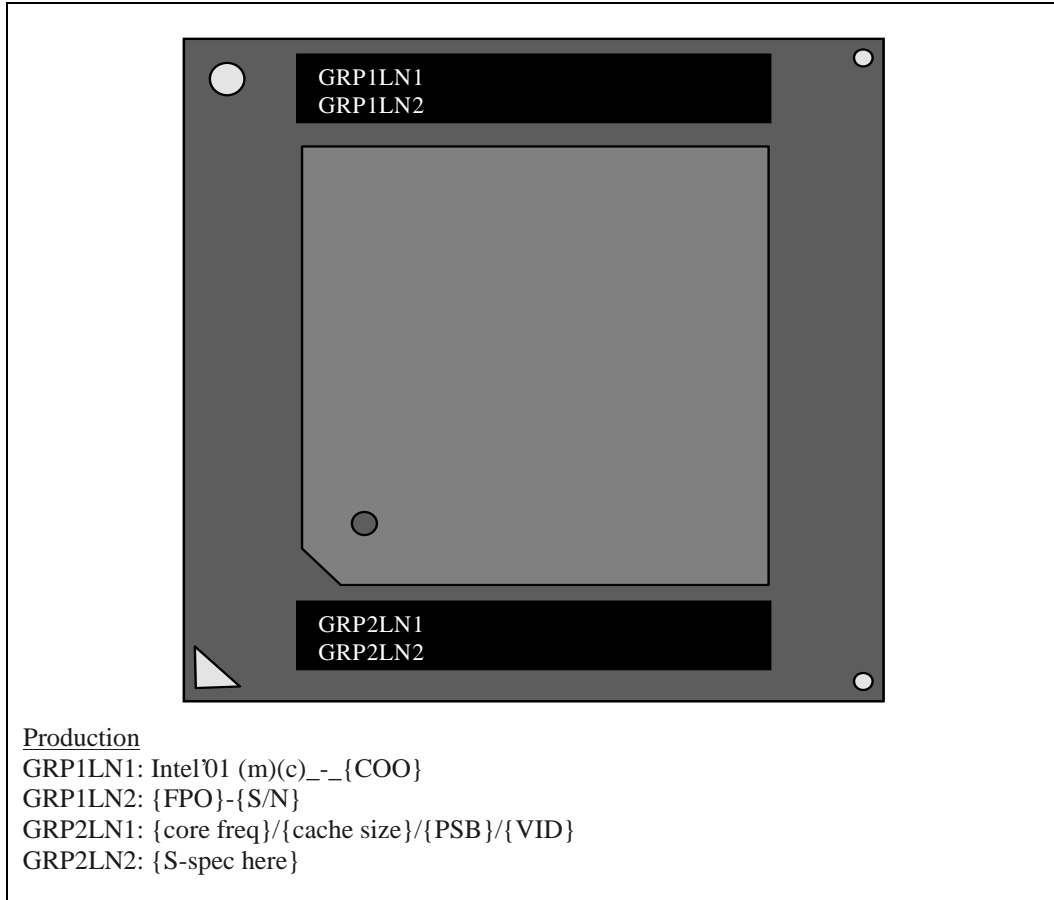 GRP1LN1
GRP1LN2
GRP2LN1
GRP2LN2
Production
GRP1LN1: Intel'01 (m)(c)_-_{COO}
GRP1LN2: {FPO}-{S/N}
GRP2LN1: {core freq}/{cache size}/{PSB}/{VID}
GRP2LN2: {S-spec here}